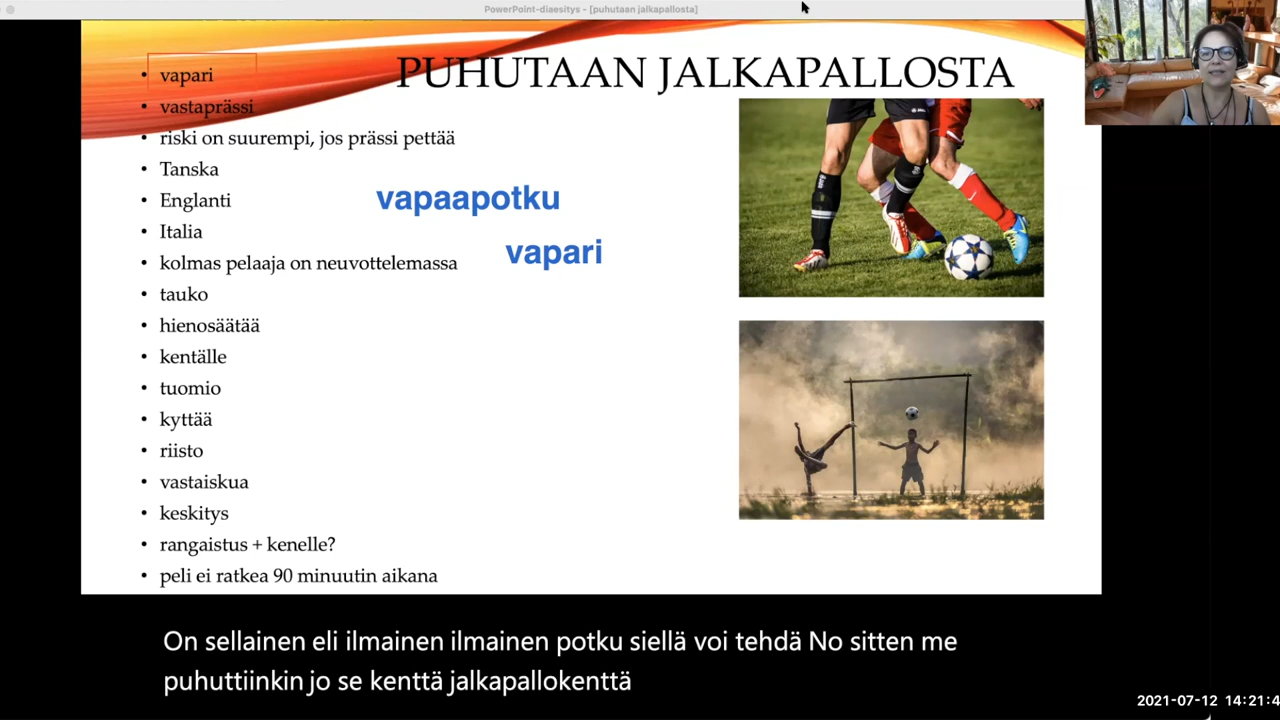 PowerPoint-diaesitys - [puhutaan jalkapallosta]
PUHUTAAN JALKAPALLOSTA
• vapari
• vastaprässi
• riski on suurempi, jos prässi pettää
• Tanska
• Englanti
• Italia
• kolmas pelaaja on neuvottelemassa
• tauko
• hienosäätää
• kentälle
• tuomio
• kyttää
• riisto
• vastaiskua
• keskitys
• rangaistus + kenelle?
• peli ei ratkea 90 minuutin aikana
vapaapotku
vapari
On sellainen eli ilmainen ilmainen potku siellä voi tehdä No sitten me
puhuttiinkin jo se kenttä jalkapallokenttä
2021-07-12 14:21:4